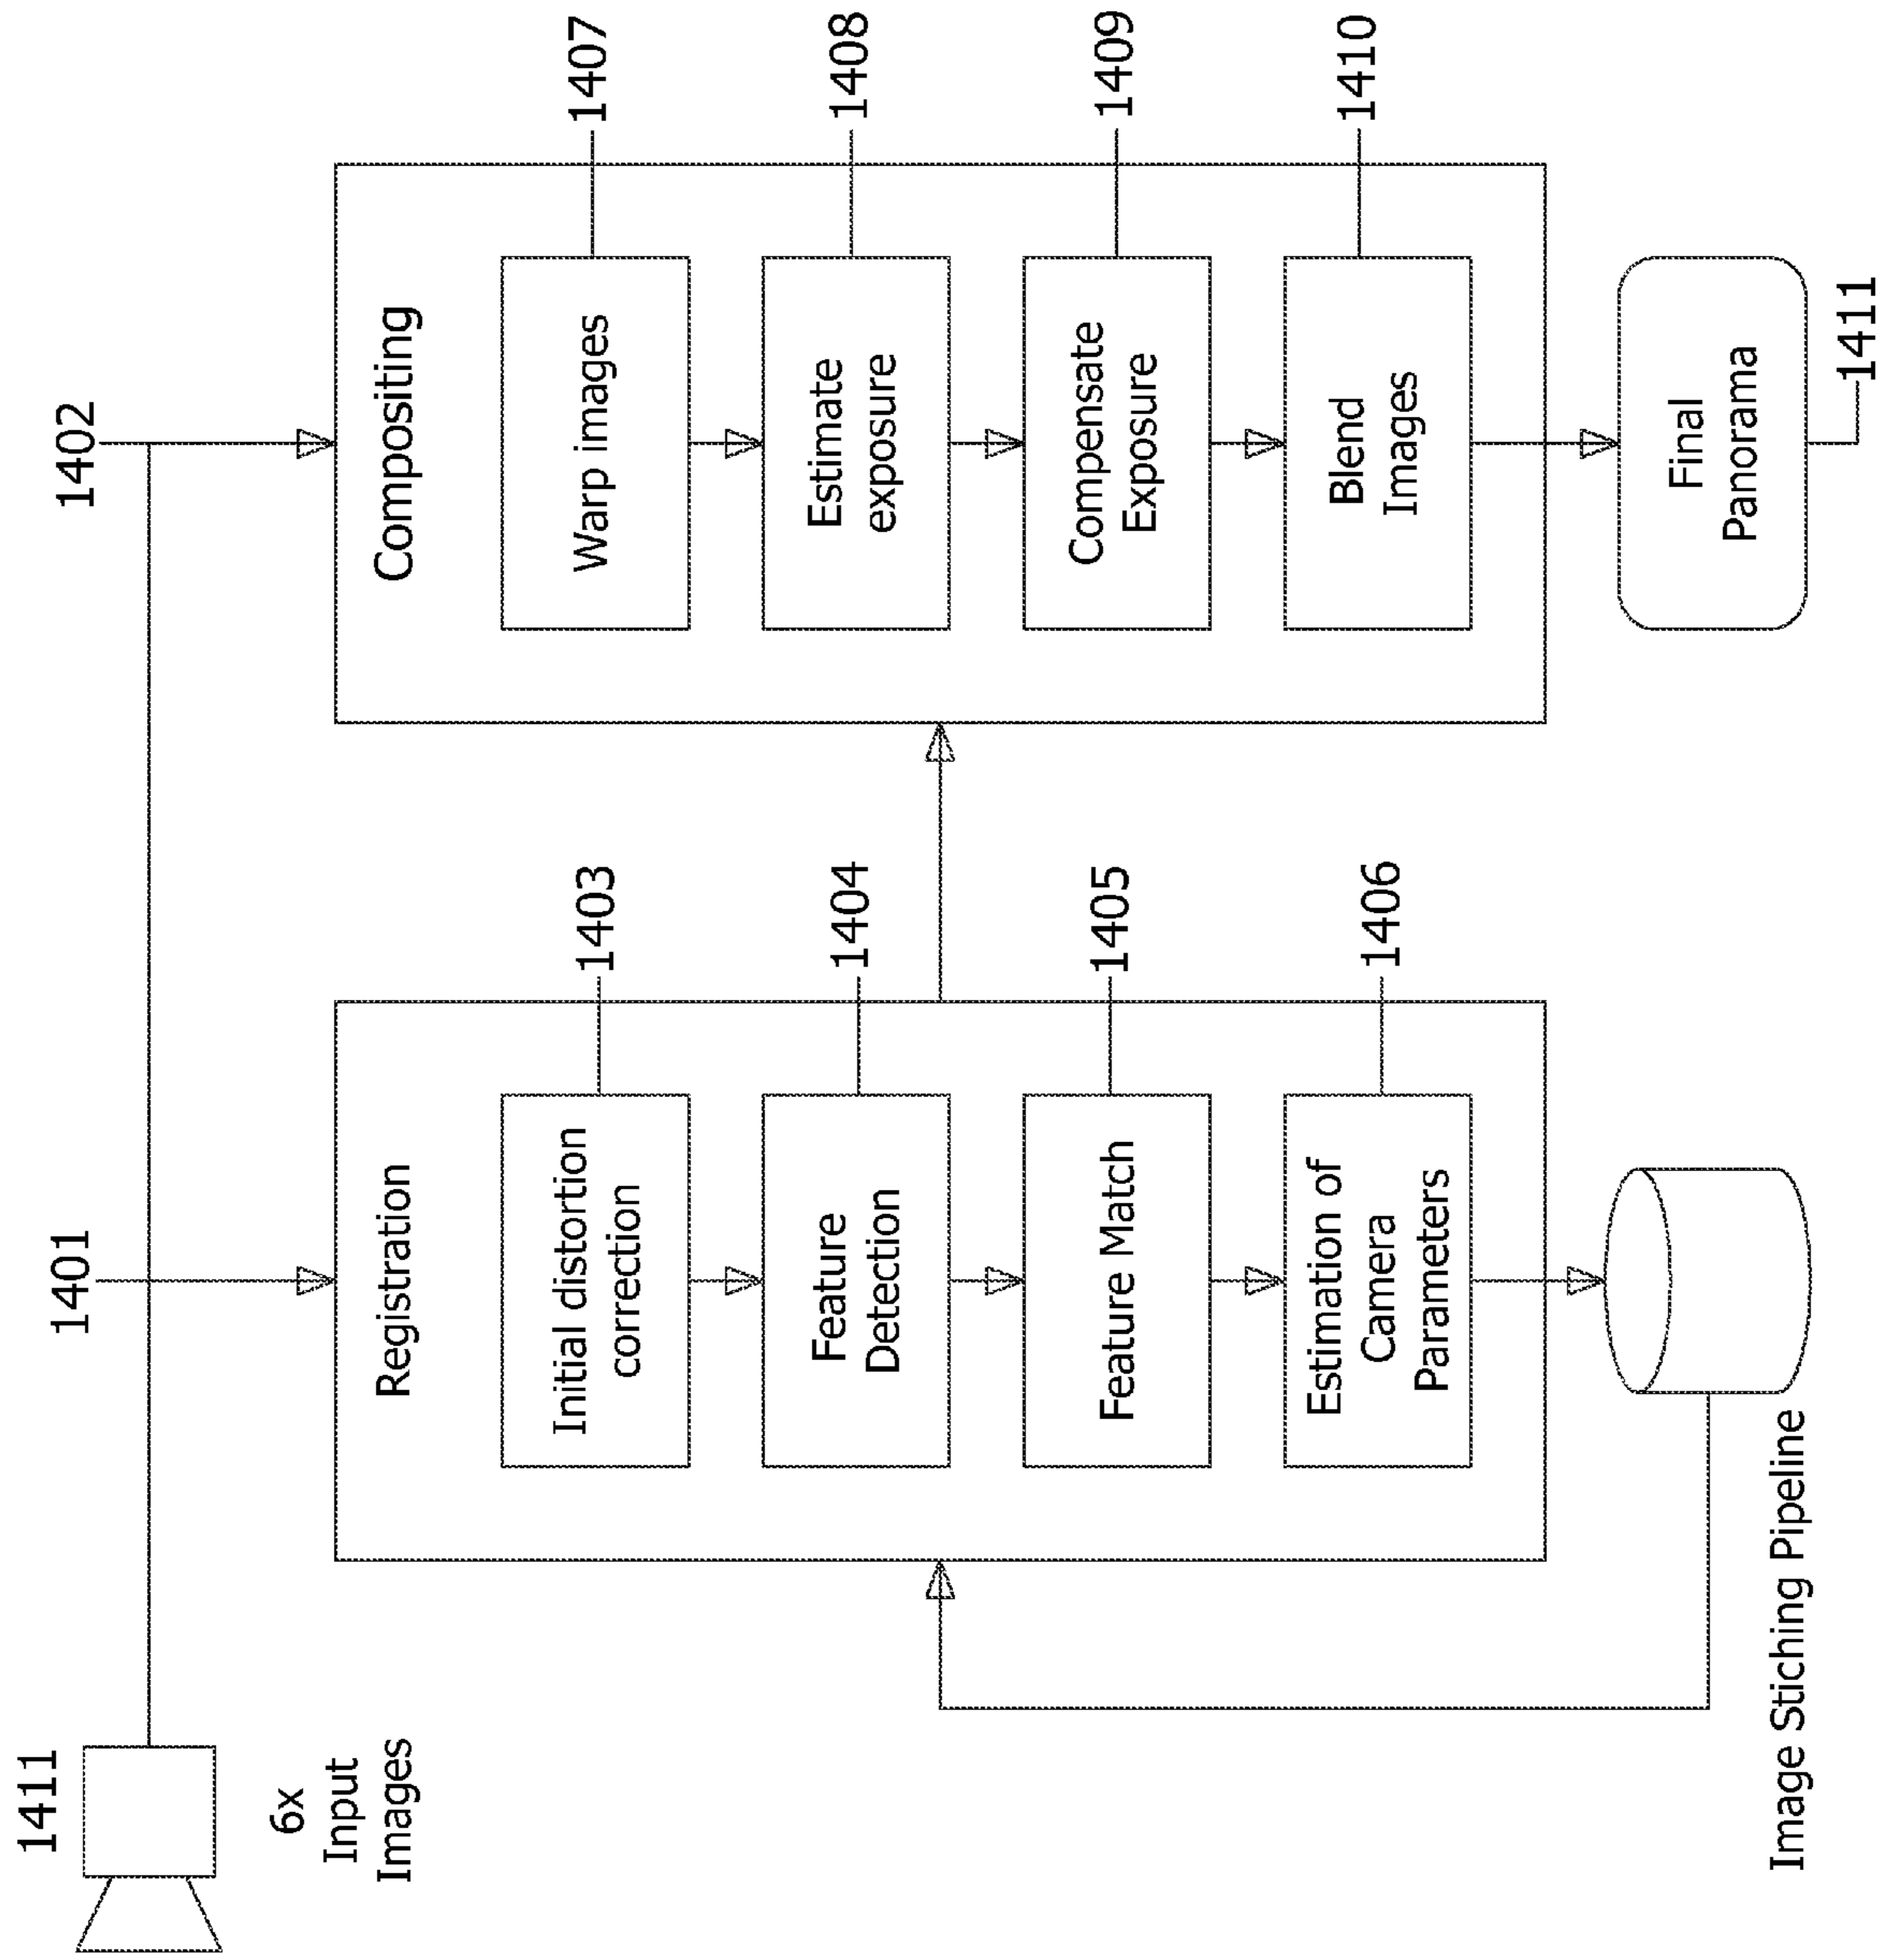 1411
6x
Input
Images
1401
1402
Registration
Initial distortion
correction
1403
Feature
Detection
1404
Feature Match
1405
Estimation of
Camera
Parameters
1406
Image Stiching Pipeline
Compositing
Warp images
1407
Estimate
exposure
1408
Compensate
Exposure
1409
Blend
Images
1410
Final
Panorama
1411